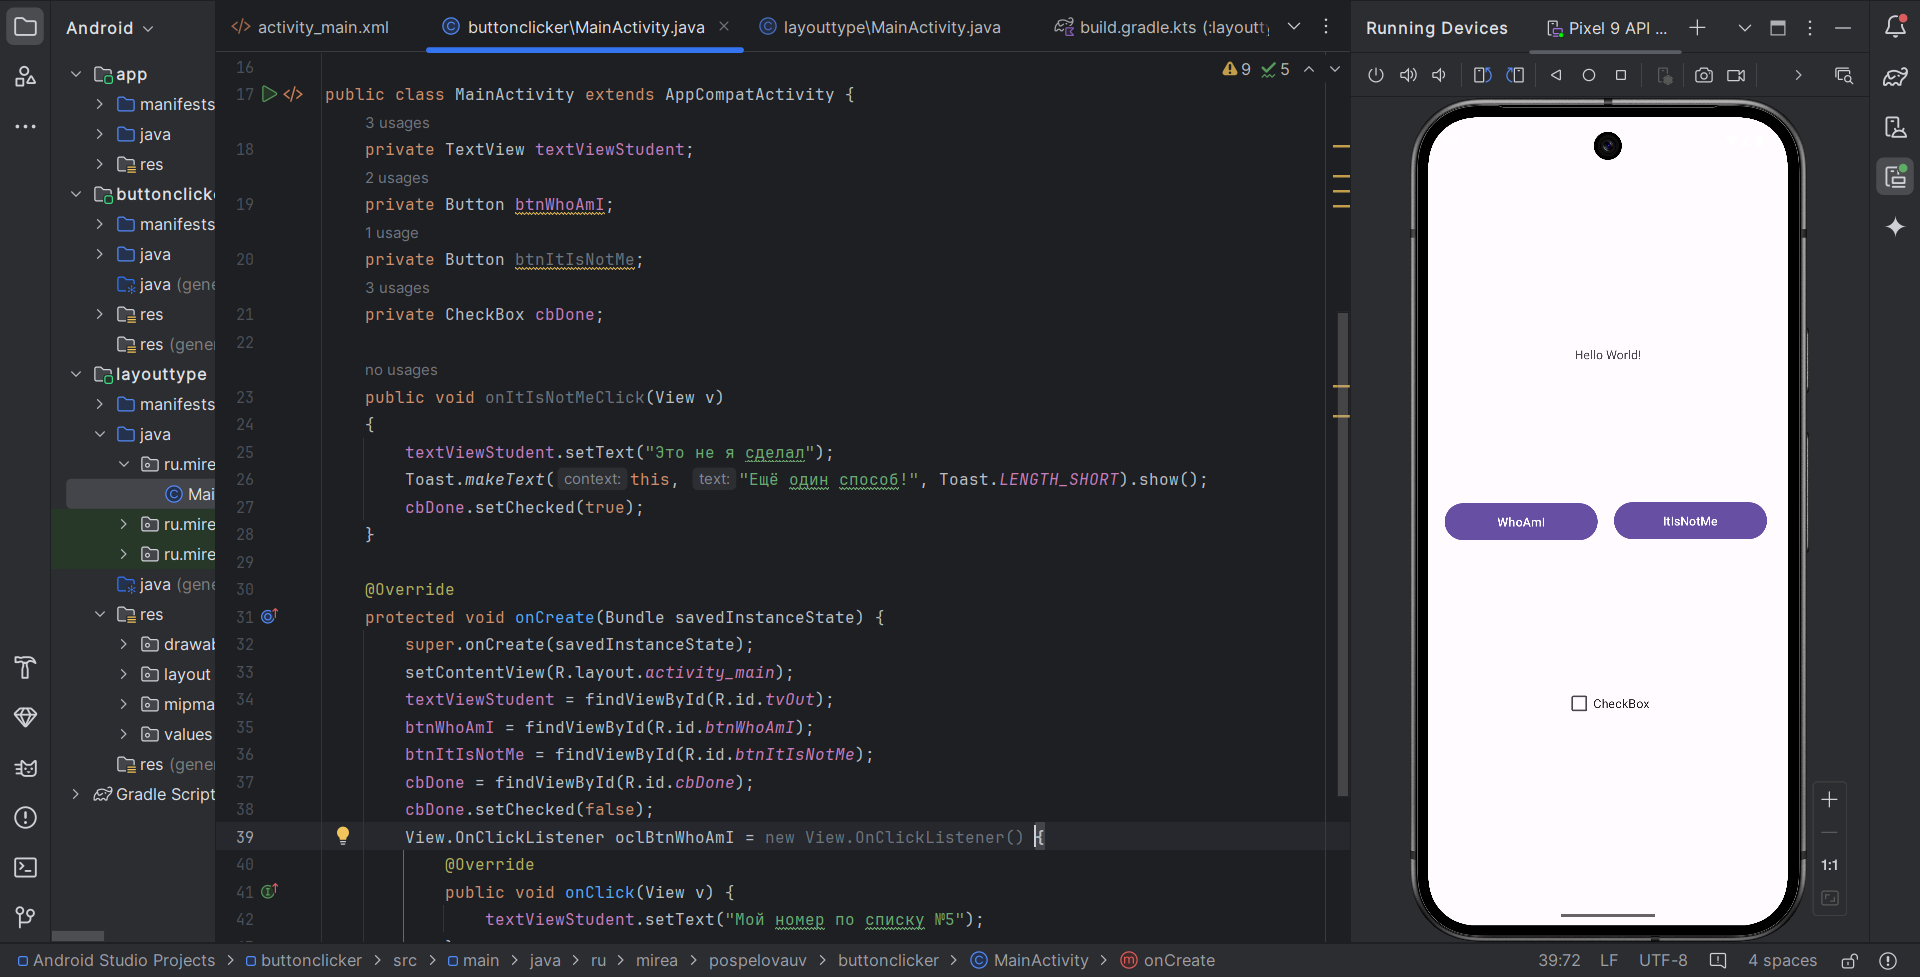 Android
activity_main.xml
buttonclicker\MainActivity.java
layouttype\MainActivity.java
build.gradle.kts (:layoutty
Running Devices
Pixel 9 API ...
app
manifests
java
res
buttonclicke
manifests
java
java (gene
res
res (gener
layouttype
manifests
java
ru.mire
Mai
ru.mire
ru.mire
java (gene
res
drawab
layout
mipma
values
res (gener
Gradle Script
9
5
16
17 public class MainActivity extends AppCompatActivity {
3 usages
18 private TextView textViewStudent;
2 usages
19 private Button btnWhoAmI;
1 usage
20 private Button btnItIsNotMe;
3 usages
21 private CheckBox cbDone;
22
no usages
23 public void onItIsNotMeClick(View v)
24 {
25 textViewStudent.setText("Это не я сделал");
26 Toast.makeText( context: this, text: "Ещё один способ!", Toast.LENGTH_SHORT).show();
27 cbDone.setChecked(true);
28 }
29
30 @Override
31 protected void onCreate(Bundle savedInstanceState) {
32 super.onCreate(savedInstanceState);
33 setContentView(R.layout.activity_main);
34 textViewStudent = findViewById(R.id.tvOut);
35 btnWhoAmI = findViewById(R.id.btnWhoAmI);
36 btnItIsNotMe = findViewById(R.id.btnItIsNotMe);
37 cbDone = findViewById(R.id.cbDone);
38 cbDone.setChecked(false);
39 View.OnClickListener oclBtnWhoAmI = new View.OnClickListener() {
40 @Override
41 public void onClick(View v) {
42 textViewStudent.setText("Мой номер по списку №5");
Hello World!
WhoAmI
ItIsNotMe
CheckBox
1:1
Android Studio Projects > buttonclicker > src > main > java > ru > mirea > pospelovauv > buttonclicker > MainActivity > onCreate
39:72 LF UTF-8 4 spaces